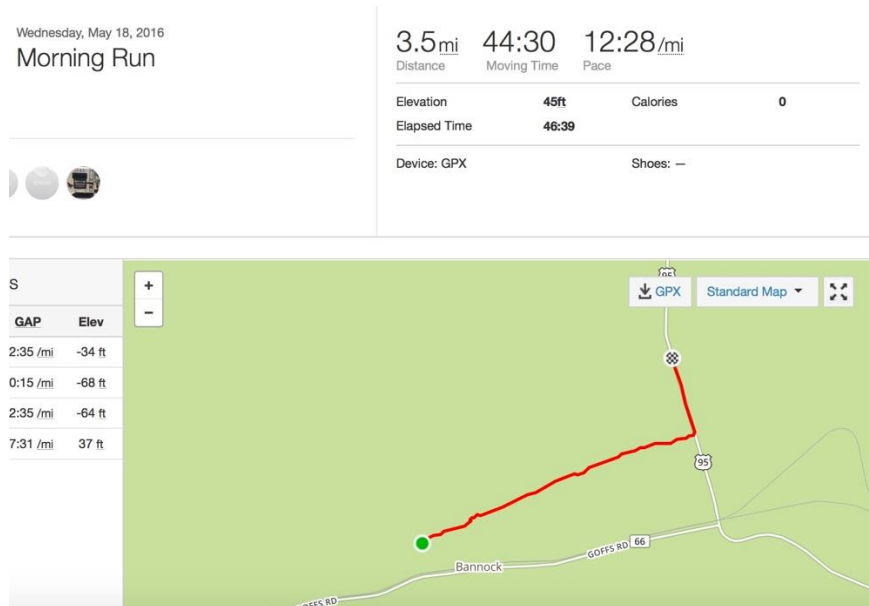 Wednesday, May 18, 2016
Morning Run
3.5mi 44:30 12:28/mi
Distance Moving Time Pace
Elevation 45ft Calories 0
Elapsed Time 46:39
Device: GPX Shoes: —
S
GAP Elev
2:35 /mi -34 ft
0:15 /mi -68 ft
2:35 /mi -64 ft
7:31 /mi 37 ft
+
−
95
GPX
Standard Map
95
66
GOFFS RD
Bannock
GOFFS RD